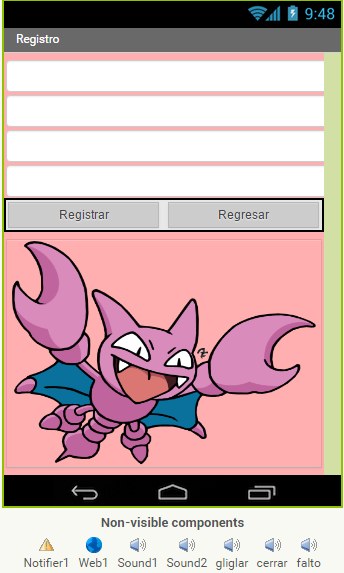 9:48
Registro
Registrar Regresar
Non-visible components
Notifier1 Web1 Sound1 Sound2 gliglar cerrar falto